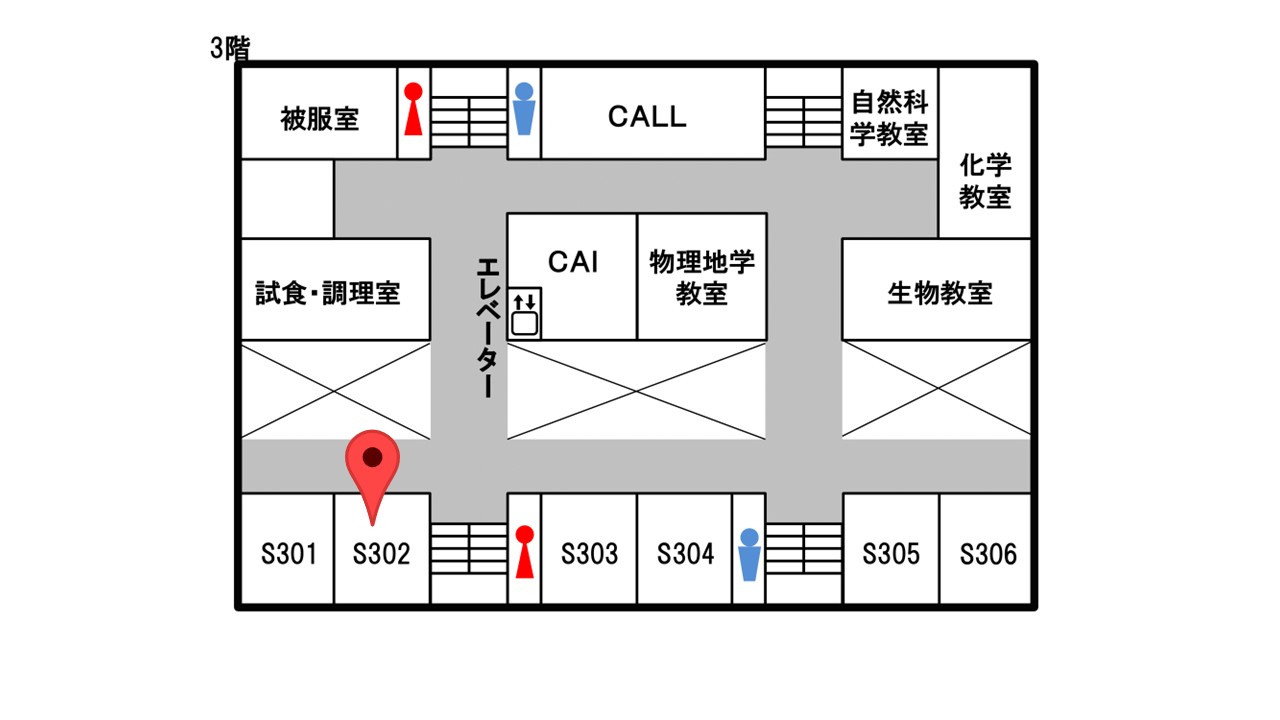 3階
被服室
CALL
自然科
学教室
化学
教室
CAI
物理地学
教室
エレベーター
試食・調理室
生物教室
S301
S302
S303
S304
S305
S306